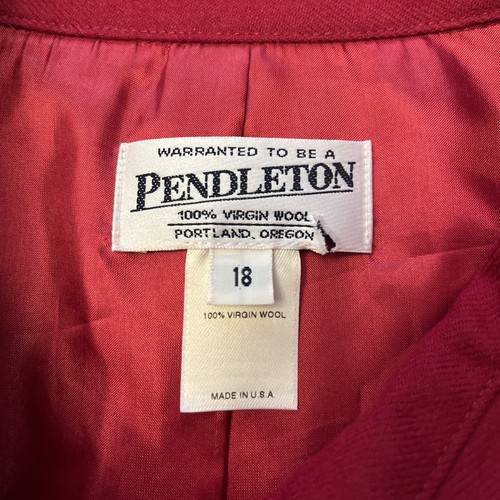 WARRANTED TO BE A
PENDLETON
100% VIRGIN WOOL
PORTLAND, OREGON
18
100% VIRGIN WOOL
MADE IN U.S.A.